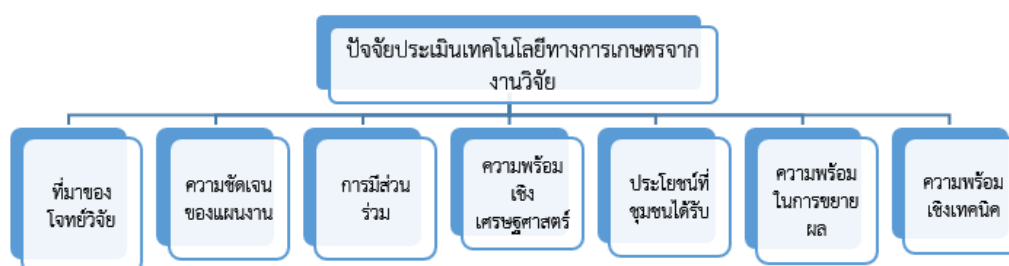 ปัจจัยประเมินเทคโนโลยีทางการเกษตรจาก
งานวิจัย
ที่มาของ
โจทย์วิจัย
ความชัดเจน
ของแผนงาน
การมีส่วน
ร่วม
ความพร้อม
เชิง
เศรษฐศาสตร์
ประโยชน์ที่
ชุมชนได้รับ
ความพร้อม
ในการขยาย
ผล
ความพร้อม
เชิงเทคนิค